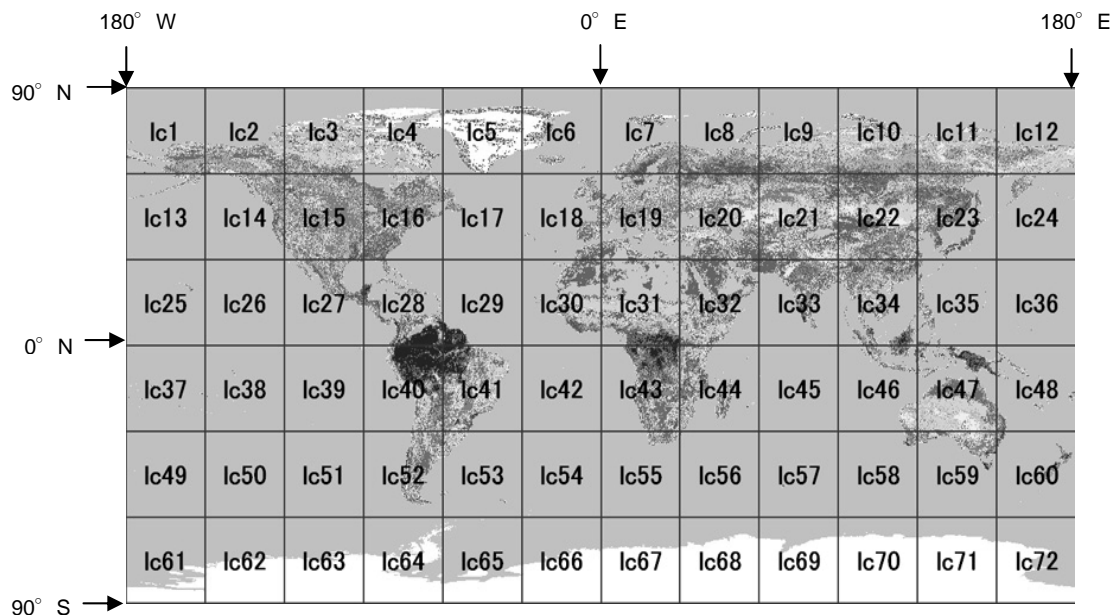 180° W 0° E 180° E
90° N
lc1 lc2 lc3 lc4 lc5 lc6 lc7 lc8 lc9 lc10 lc11 lc12
lc13 lc14 lc15 lc16 lc17 lc18 lc19 lc20 lc21 lc22 lc23 lc24
lc25 lc26 lc27 lc28 lc29 lc30 lc31 lc32 lc33 lc34 lc35 lc36
0° N
lc37 lc38 lc39 lc40 lc41 lc42 lc43 lc44 lc45 lc46 lc47 lc48
lc49 lc50 lc51 lc52 lc53 lc54 lc55 lc56 lc57 lc58 lc59 lc60
lc61 lc62 lc63 lc64 lc65 lc66 lc67 lc68 lc69 lc70 lc71 lc72
90° S